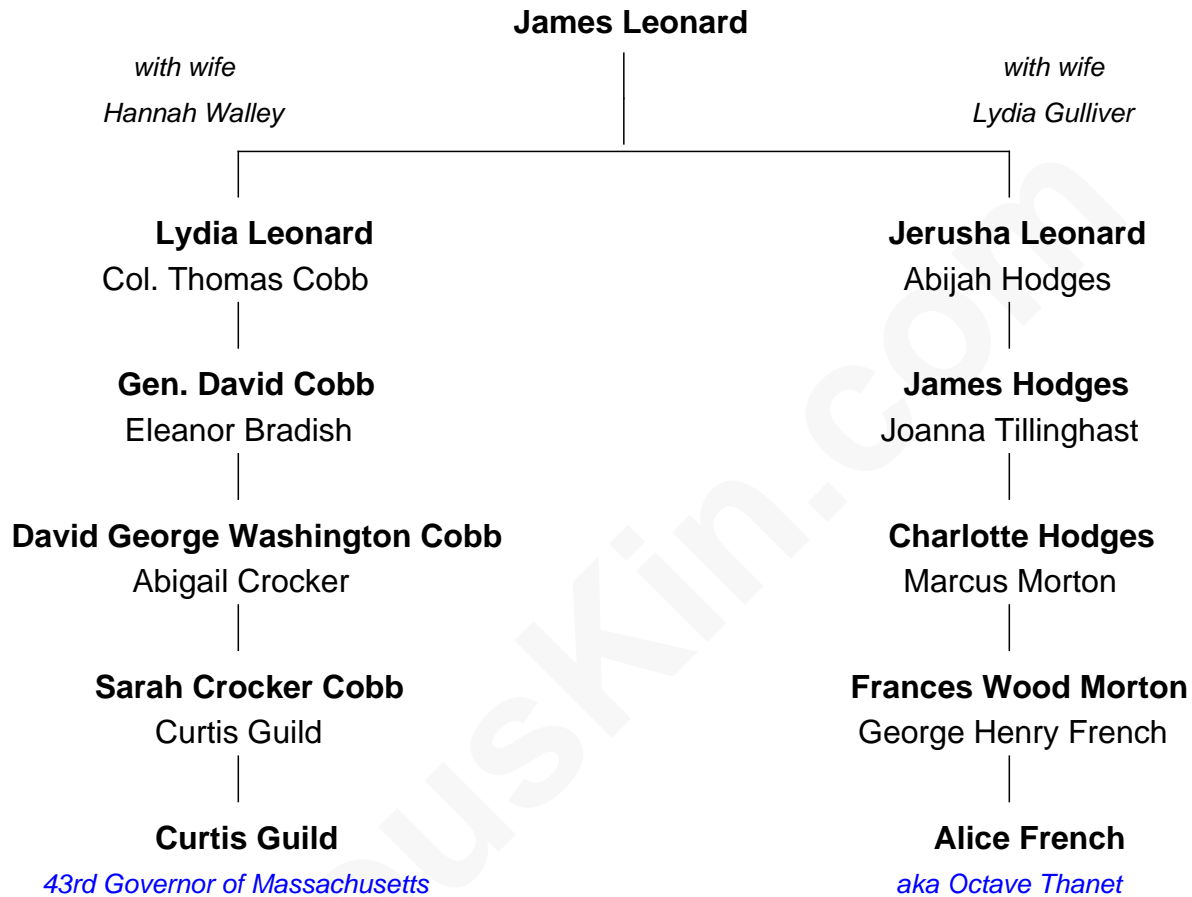 James Leonard
with wife
Hannah Walley
with wife
Lydia Gulliver
Lydia Leonard
Col. Thomas Cobb
Jerusha Leonard
Abijah Hodges
Gen. David Cobb
Eleanor Bradish
James Hodges
Joanna Tillinghast
David George Washington Cobb
Abigail Crocker
Charlotte Hodges
Marcus Morton
Sarah Crocker Cobb
Curtis Guild
Frances Wood Morton
George Henry French
Curtis Guild
43rd Governor of Massachusetts
Alice French
aka Octave Thanet
ouskin.com